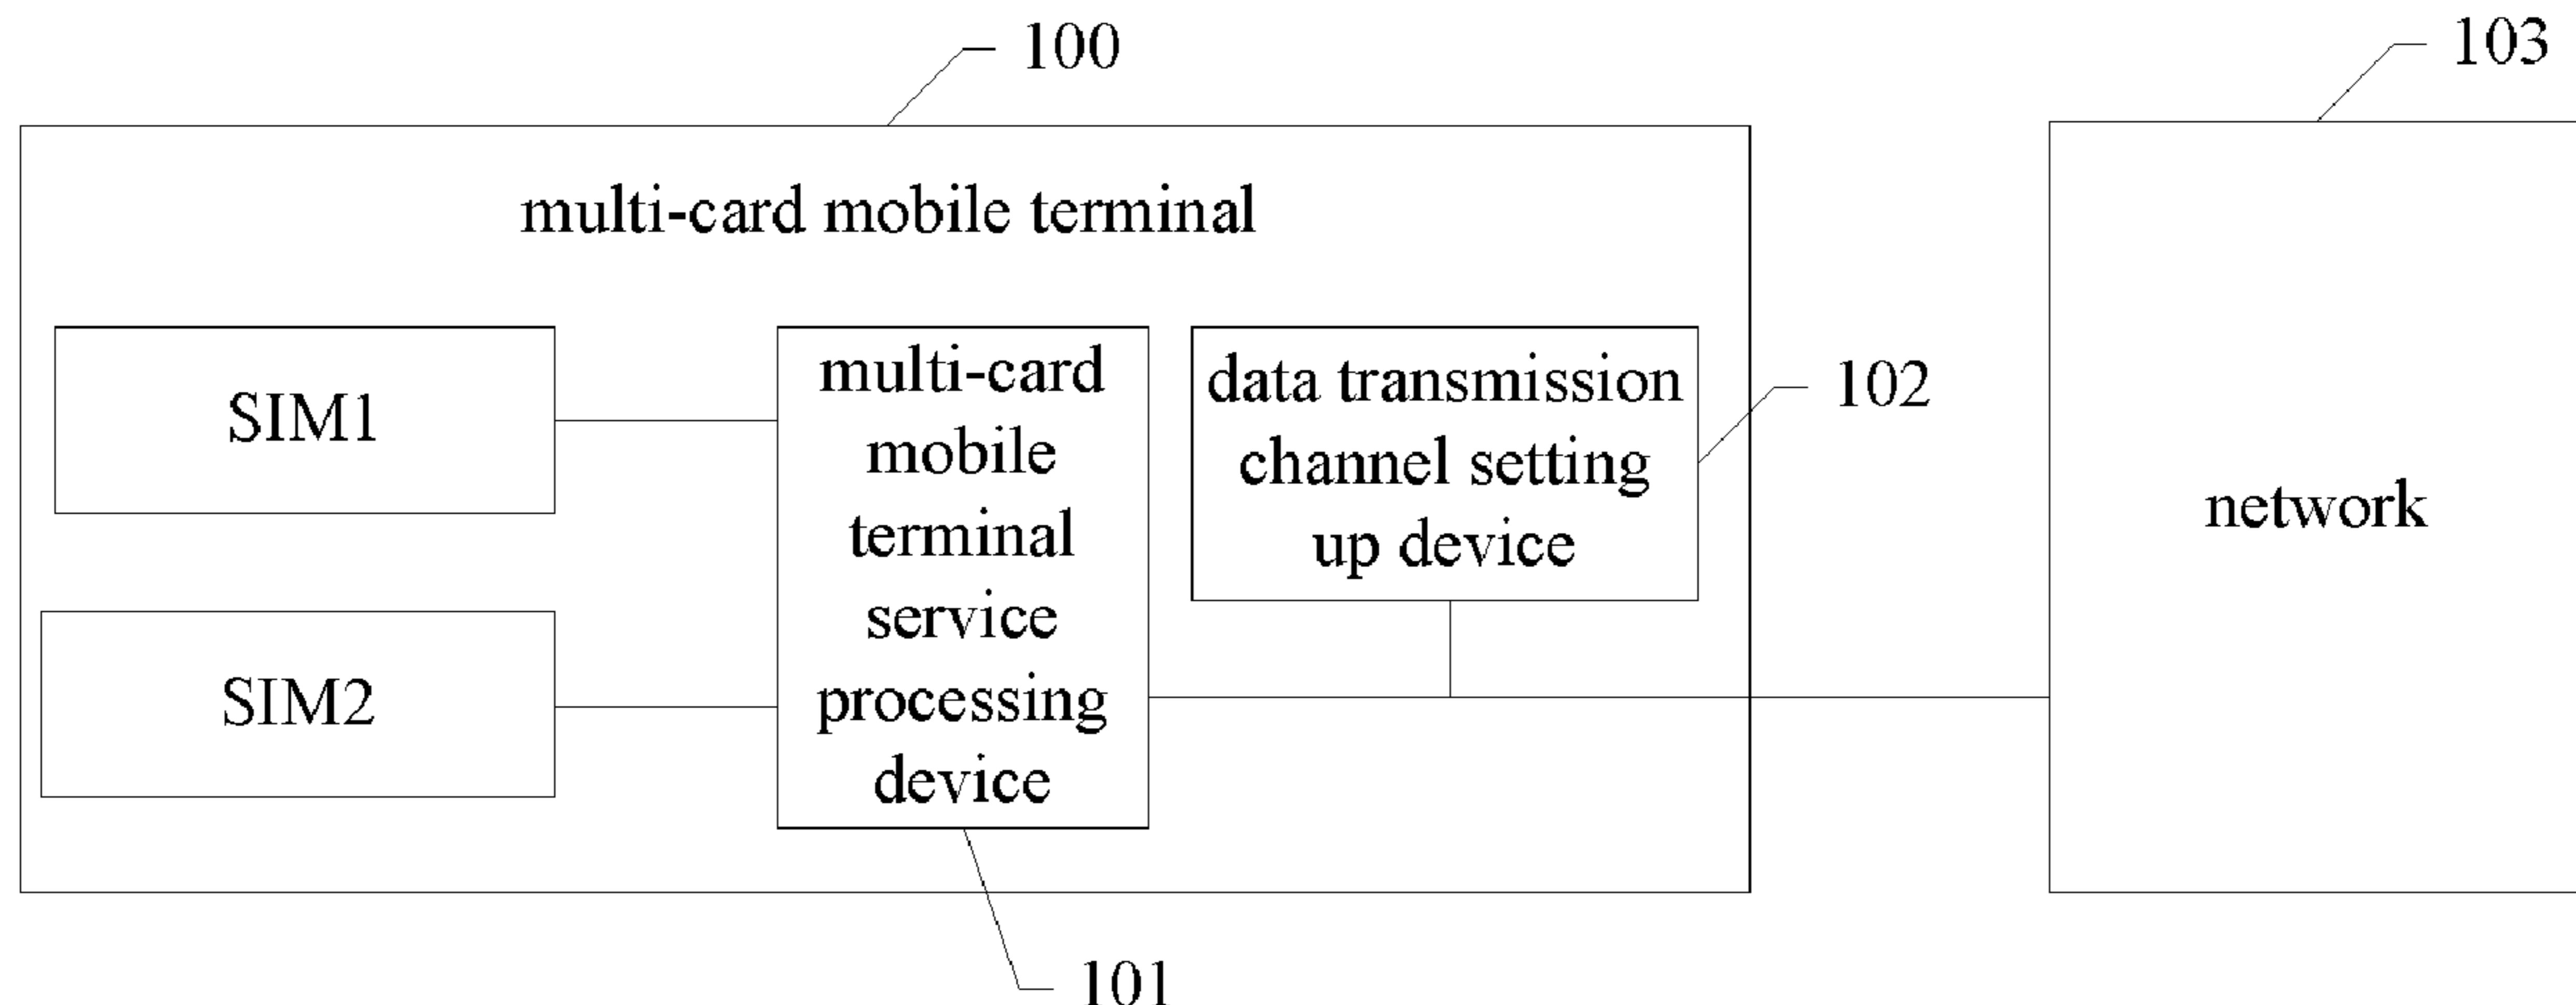 100
103
multi-card mobile terminal
SIM1
SIM2
multi-card
mobile
terminal
service
processing
device
data transmission
channel setting
up device
102
network
101